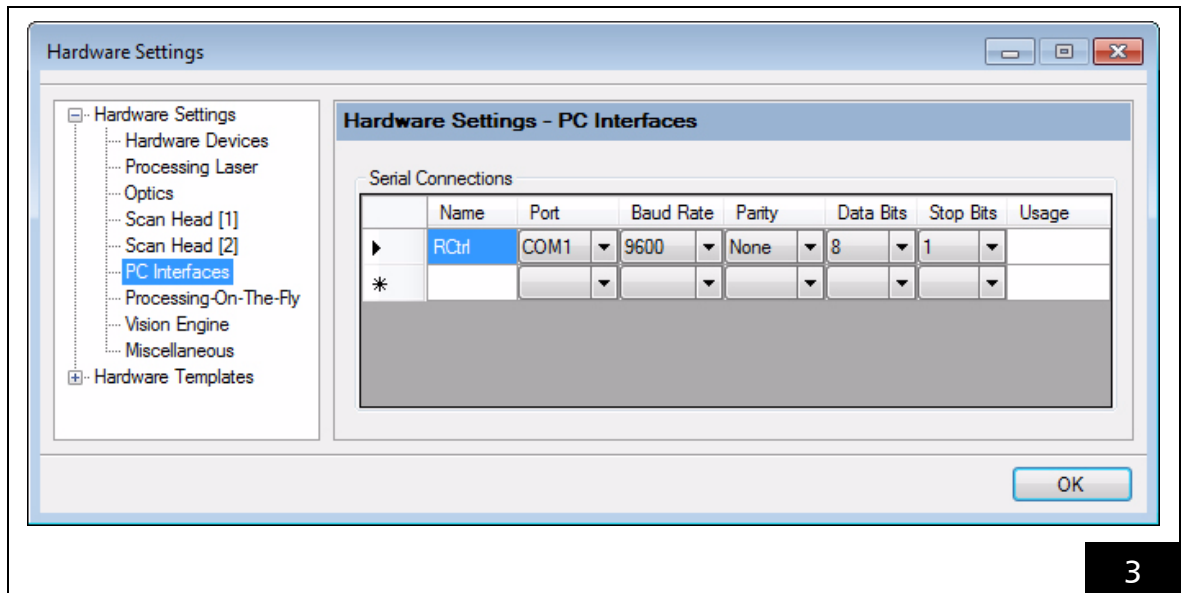 Hardware Settings
Hardware Settings
Hardware Devices
Processing Laser
Optics
Scan Head [1]
Scan Head [2]
PC Interfaces
Processing-On-The-Fly
Vision Engine
Miscellaneous
Hardware Templates
Hardware Settings - PC Interfaces
Serial Connections
Name Port Baud Rate Parity Data Bits Stop Bits Usage
RCtrl COM1 9600 None 8 1
OK
3